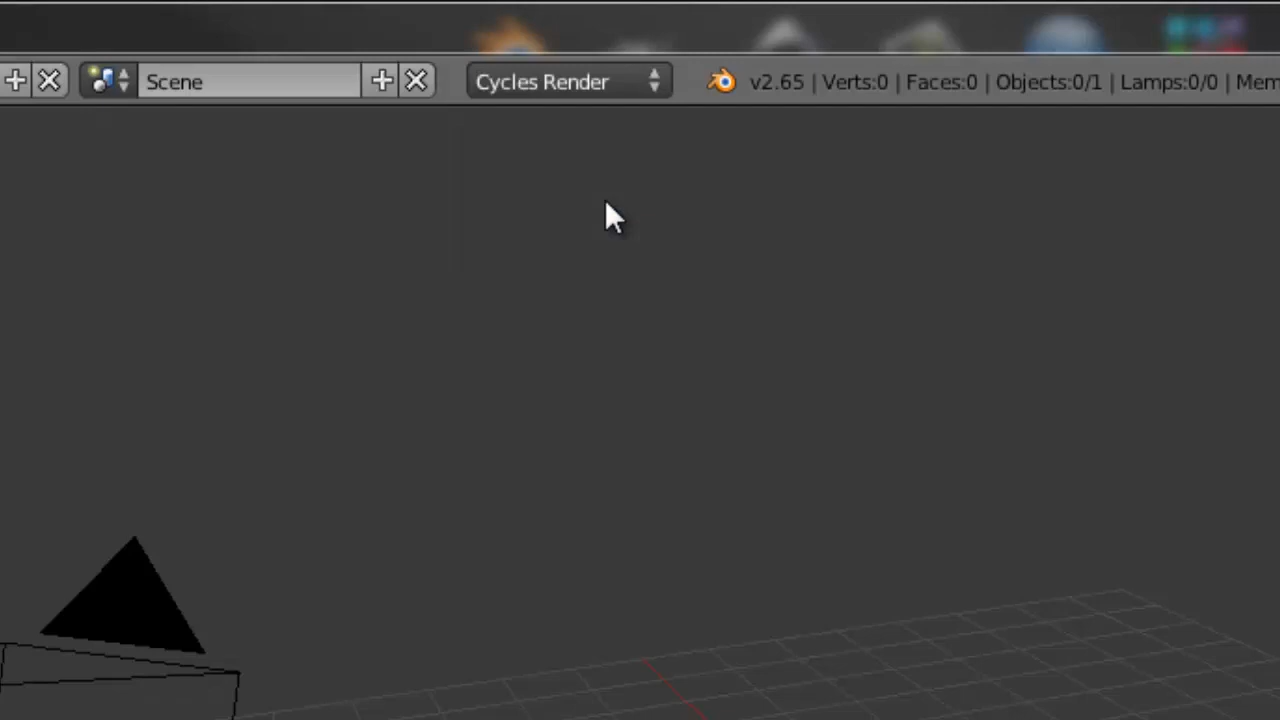 Scene Cycles Render v2.65 | Verts:0 | Faces:0 | Objects:0/1 | Lamps:0/0 | Mem